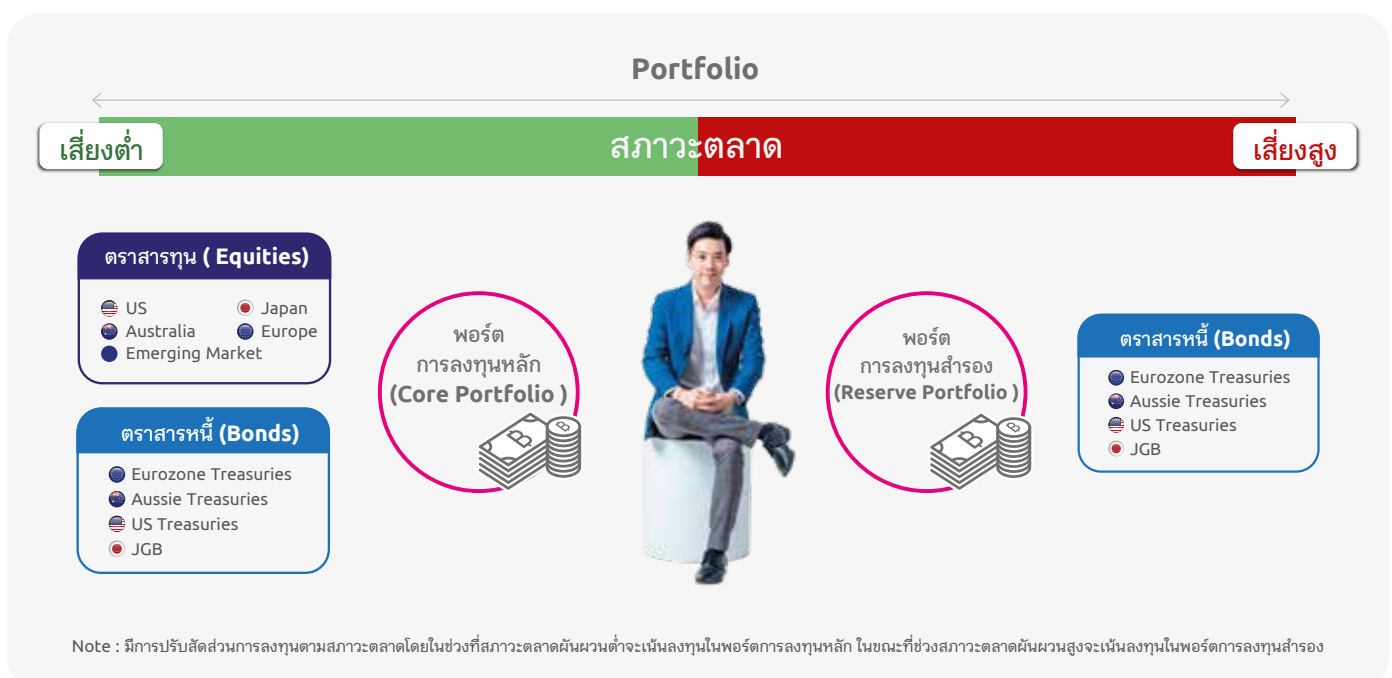 Portfolio
เสี่ยงต่ำ
สภาวะตลาด
เสี่ยงสูง
ตราสารทุน ( Equities)
US
Japan
Australia
Europe
Emerging Market
ตราสารหนี้ (Bonds)
Eurozone Treasuries
Aussie Treasuries
US Treasuries
JGB
พอร์ต
การลงทุนหลัก
(Core Portfolio )
พอร์ต
การลงทุนสำรอง
(Reserve Portfolio )
ตราสารหนี้ (Bonds)
Eurozone Treasuries
Aussie Treasuries
US Treasuries
JGB
Note : มีการปรับสัดส่วนการลงทุนตามสภาวะตลาดโดยในช่วงที่สภาวะตลาดผันผวนต่ำจะเน้นลงทุนในพอร์ตการลงทุนหลัก ในขณะที่ช่วงสภาวะตลาดผันผวนสูงจะเน้นลงทุนในพอร์ตการลงทุนสำรอง